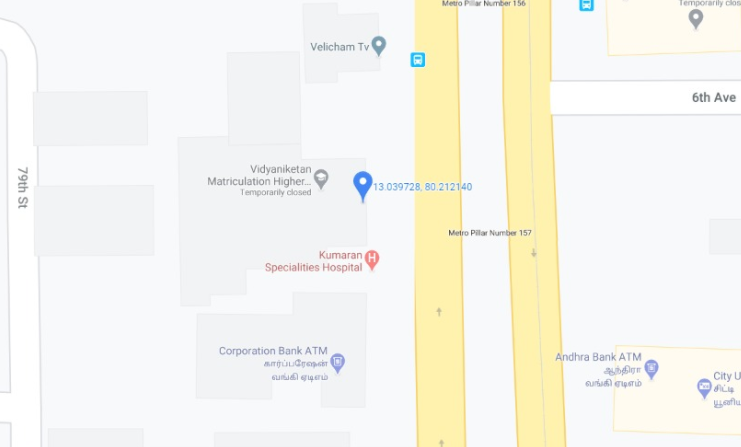 Metro Pillar Number 156
Temporarily clos
Velicham Tv
6th Ave
79th St
Vidyaniketan
Matriculation Higher...
Temporarily closed
13.039728, 80.212140
Metro Pillar Number 157
Kumaran
Specialities Hospital
H
Corporation Bank ATM
கார்ப்பரேஷன்
வங்கி ஏடிஎம்
Andhra Bank ATM
ஆந்திரா
வங்கி ஏடிஎம்
City U
சிட்டி
யூனிய